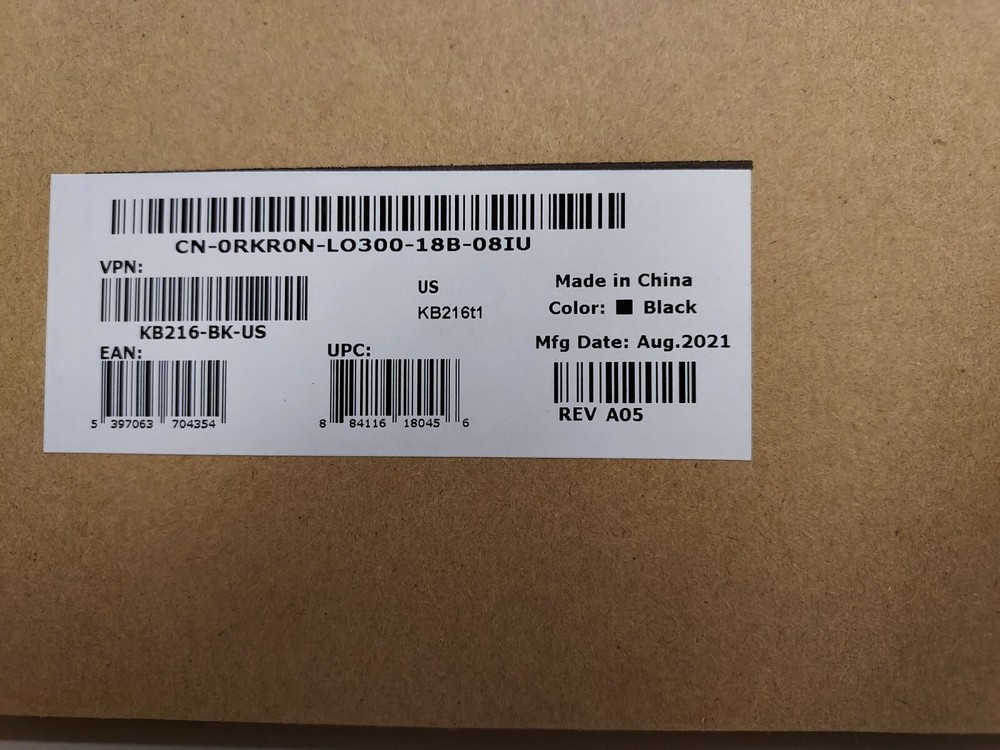 CN-0RKR0N-LO300-18B-08IU
VPN:
KB216-BK-US
US
KB216t1
Made in China
Color: Black
Mfg Date: Aug.2021
EAN:
5 397063 704354
UPC:
8 84116 18045 6
REV A05